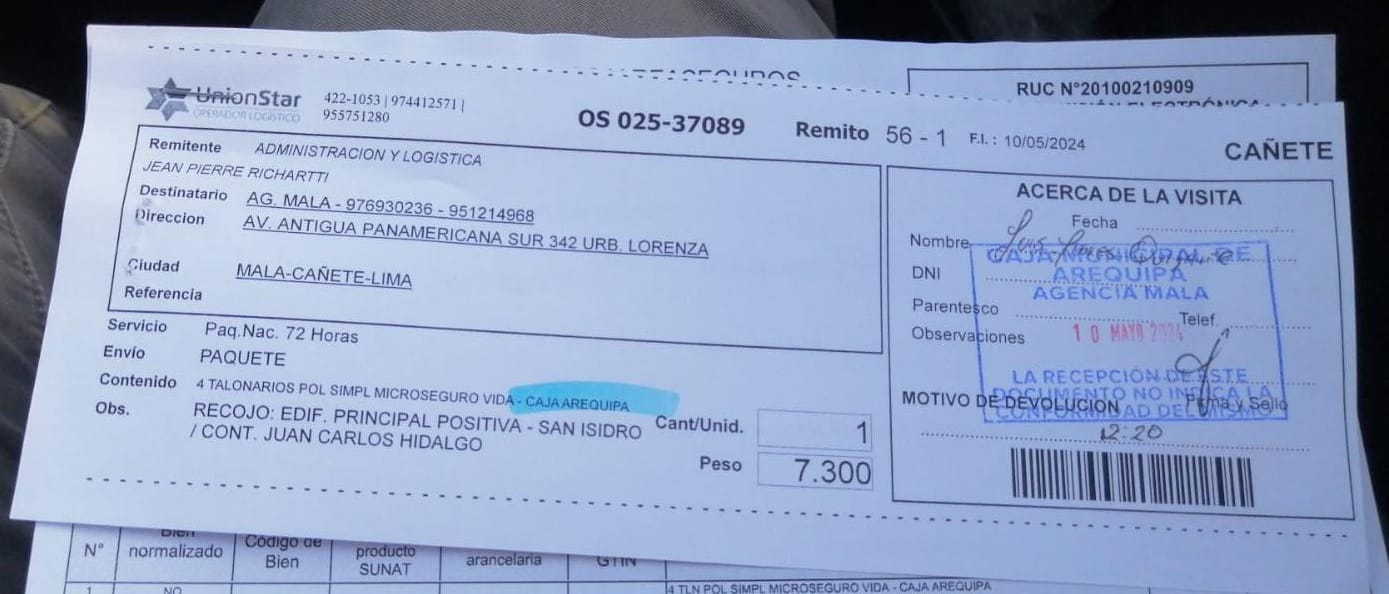 RUC N°20100210909
UnionStar
OPERADOR LOGISTICO
422-1053 | 974412571 |
955751280
OS 025-37089
Remito 56 - 1
F.I. : 10/05/2024
CAÑETE
Remitente ADMINISTRACION Y LOGISTICA
JEAN PIERRE RICHARTTI
Destinatario AG. MALA - 976930236 - 951214968
Direccion AV. ANTIGUA PANAMERICANA SUR 342 URB. LORENZA
Ciudad MALA-CAÑETE-LIMA
Referencia
Servicio Paq.Nac. 72 Horas
Envío PAQUETE
Contenido 4 TALONARIOS POL SIMPL MICROSEGURO VIDA - CAJA AREQUIPA
Obs. RECOJO: EDIF. PRINCIPAL POSITIVA - SAN ISIDRO
/ CONT. JUAN CARLOS HIDALGO
Cant/Unid. 1
Peso 7.300
ACERCA DE LA VISITA
Fecha
Nombre Luis
DNI
Parentesco
Telef.
Observaciones
CAJA MUNICIPAL DE
AREQUIPA
AGENCIA MALA
10 MAYO 2024
LA RECEPCIÓN DE ESTE
DOCUMENTO NO INDICA LA
CONFORMIDAD DEL MISMO
MOTIVO DE DEVOLUCION
Firma y Sello
12:20
N°
Bien
normalizado
Código de
Bien
producto
SUNAT
arancelaria
GTIN
1 NO
4 TLN POL SIMPL MICROSEGURO VIDA - CAJA AREQUIPA